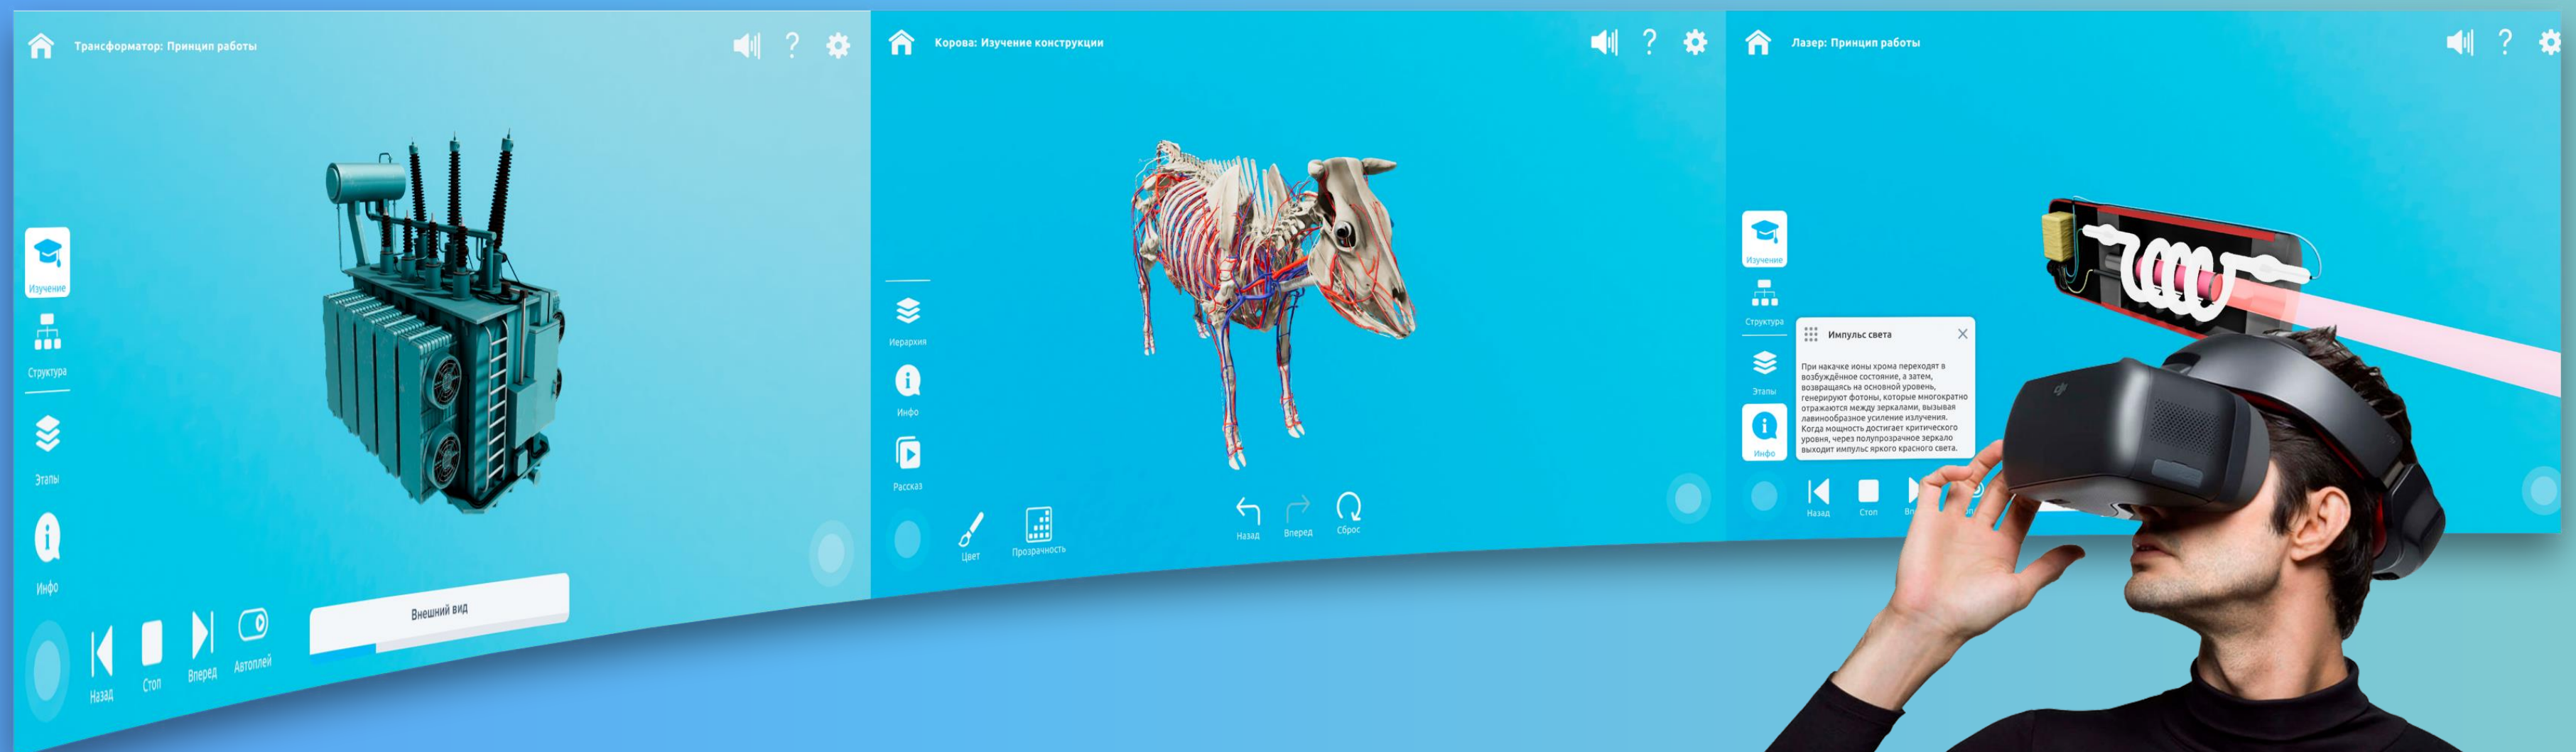 Трансформатор: Принцип работы
?
Изучение
Структура
Этапы
Инфо
Назад
Стоп
Вперед
Автоплей
Внешний вид
Корова: Изучение конструкции
?
Иерархия
Инфо
Рассказ
Цвет
Прозрачность
Назад
Вперед
Сброс
Лазер: Принцип работы
?
Изучение
Структура
Этапы
Инфо
Импульс света
При накачке ионы хрома переходят в
возбуждённое состояние, а затем,
возвращаясь на основной уровень,
генерируют фотоны, которые многократно
отражаются между зеркалами, вызывая
лавинообразное усиление излучения.
Когда мощность достигает критического
уровня, через полупрозрачное зеркало
выходит импульс яркого красного света.
Назад
Стоп
dji